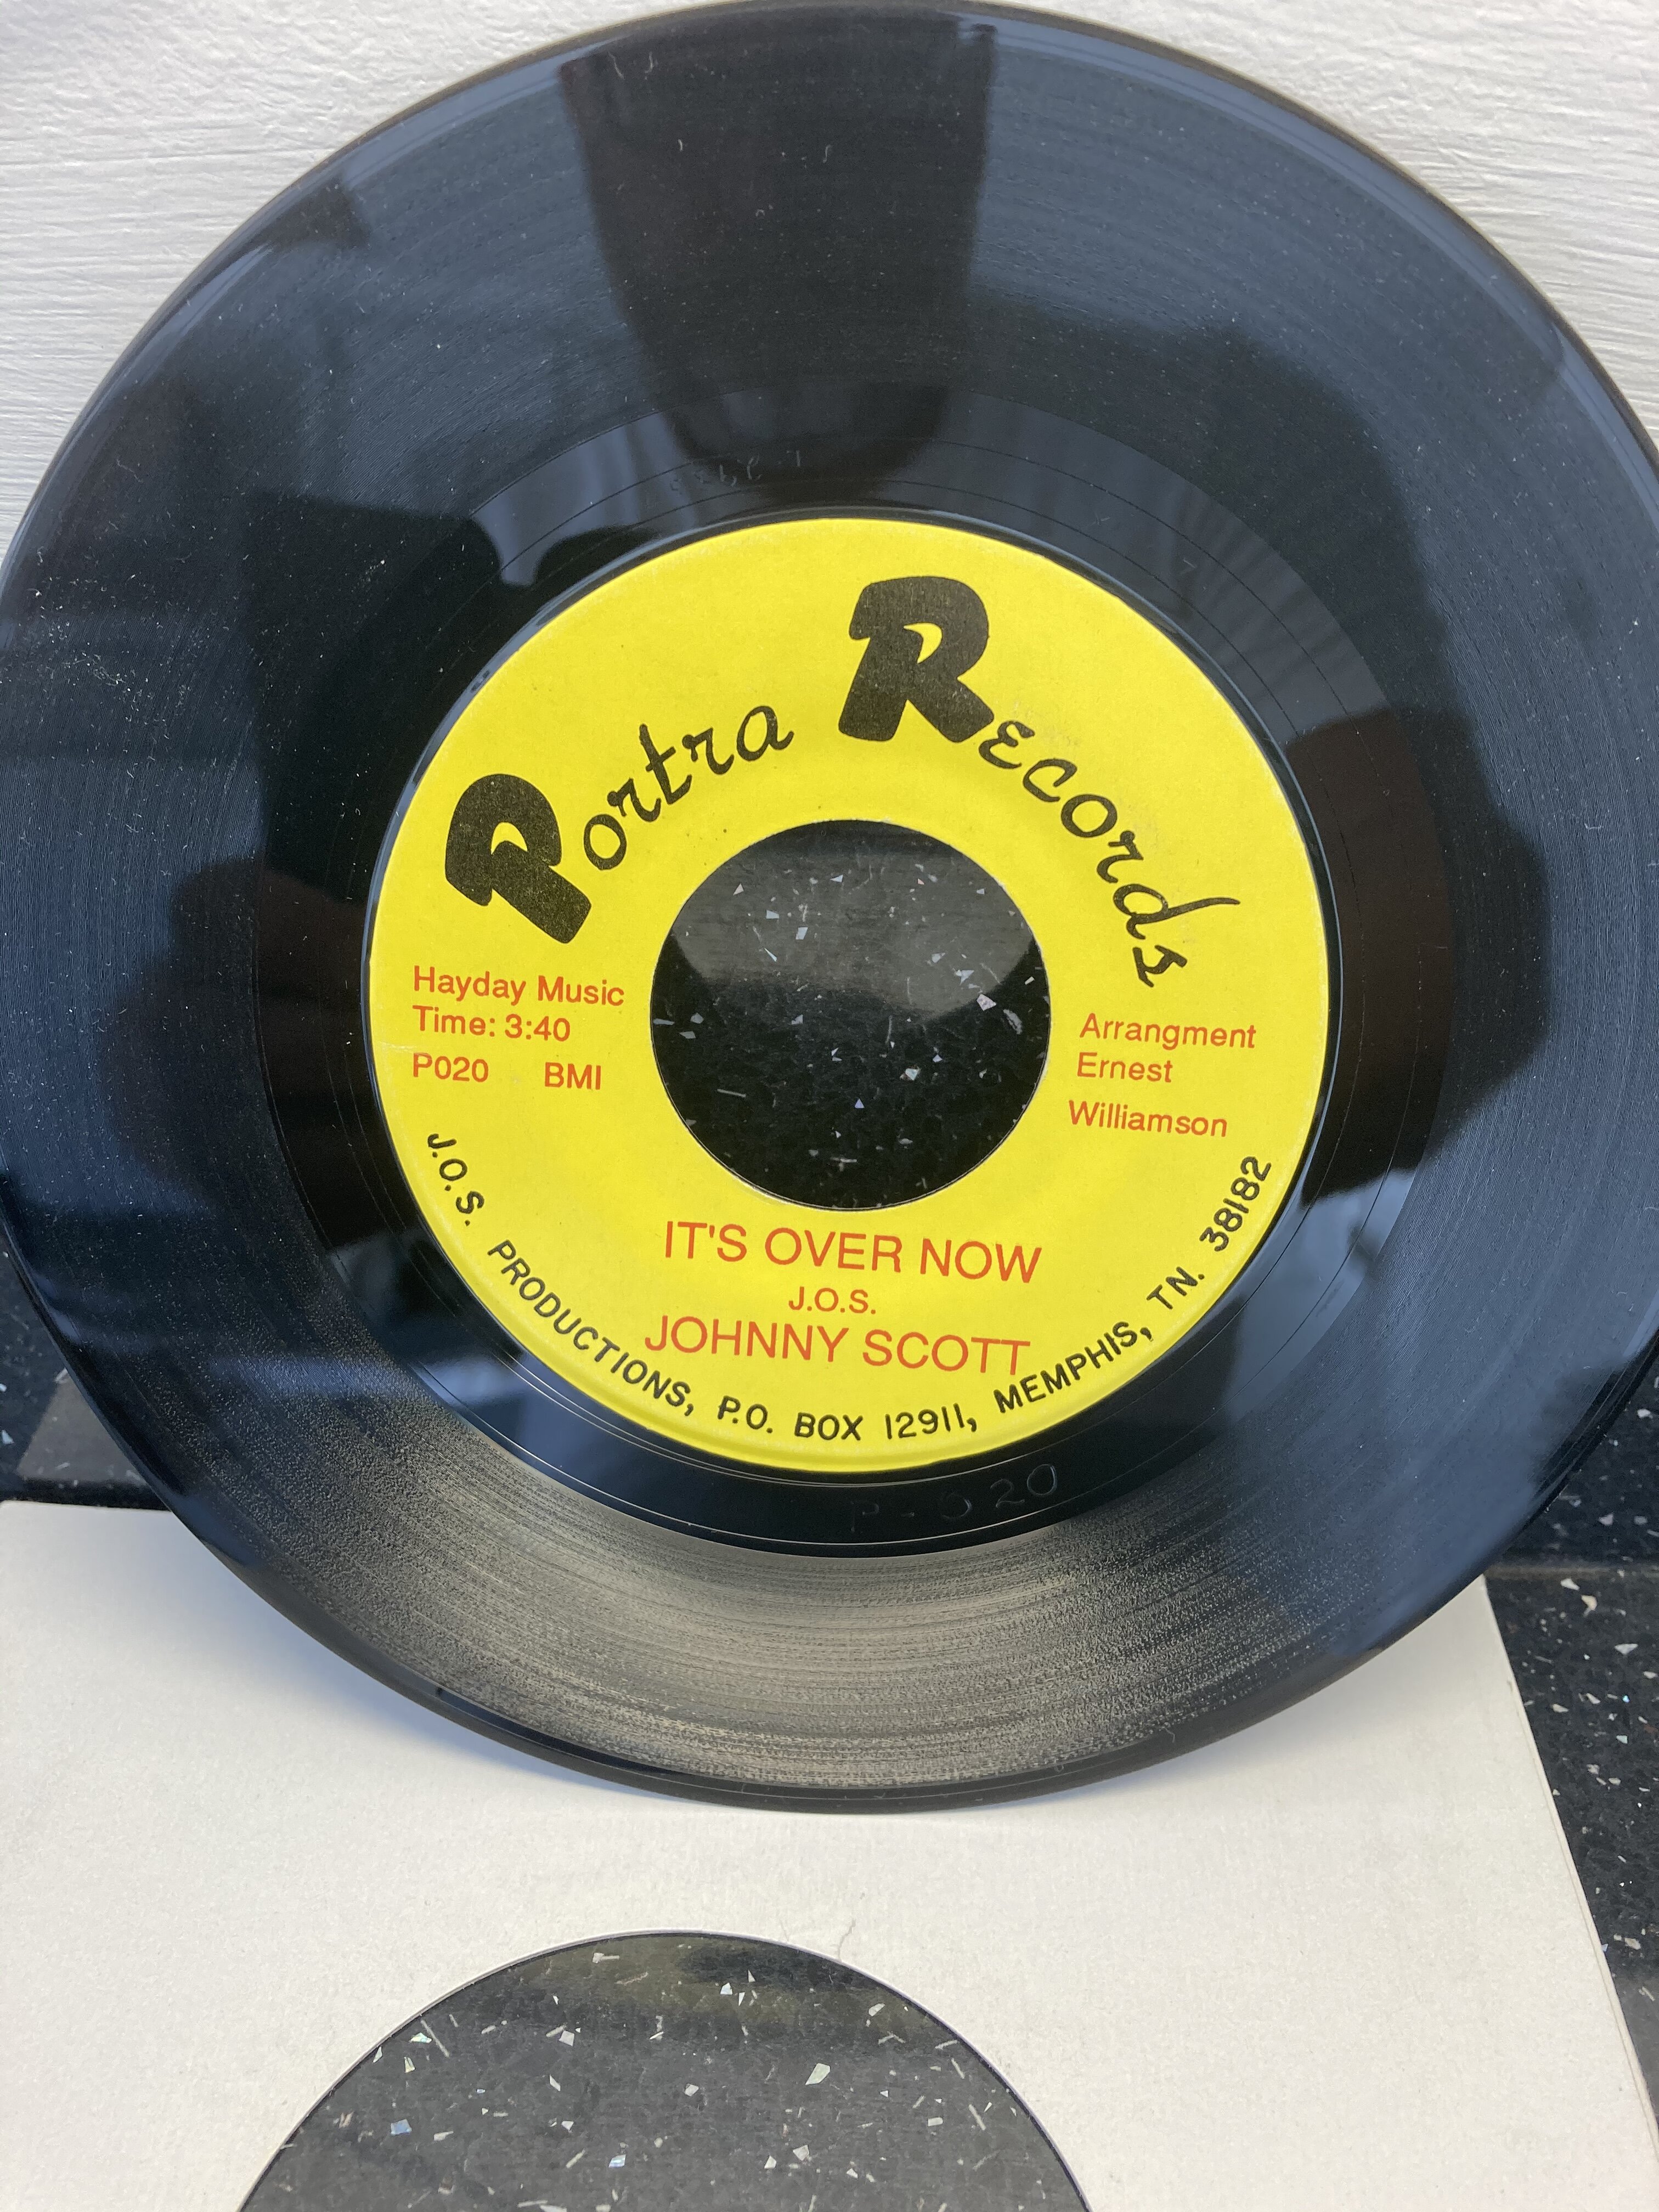 Portra Records
Hayday Music
Time: 3:40
P020 BMI
Arrangment
Ernest
Williamson
IT'S OVER NOW
J.O.S.
JOHNNY SCOTT
J.O.S. PRODUCTIONS, P.O. BOX 12911, MEMPHIS, TN. 38182
P-020